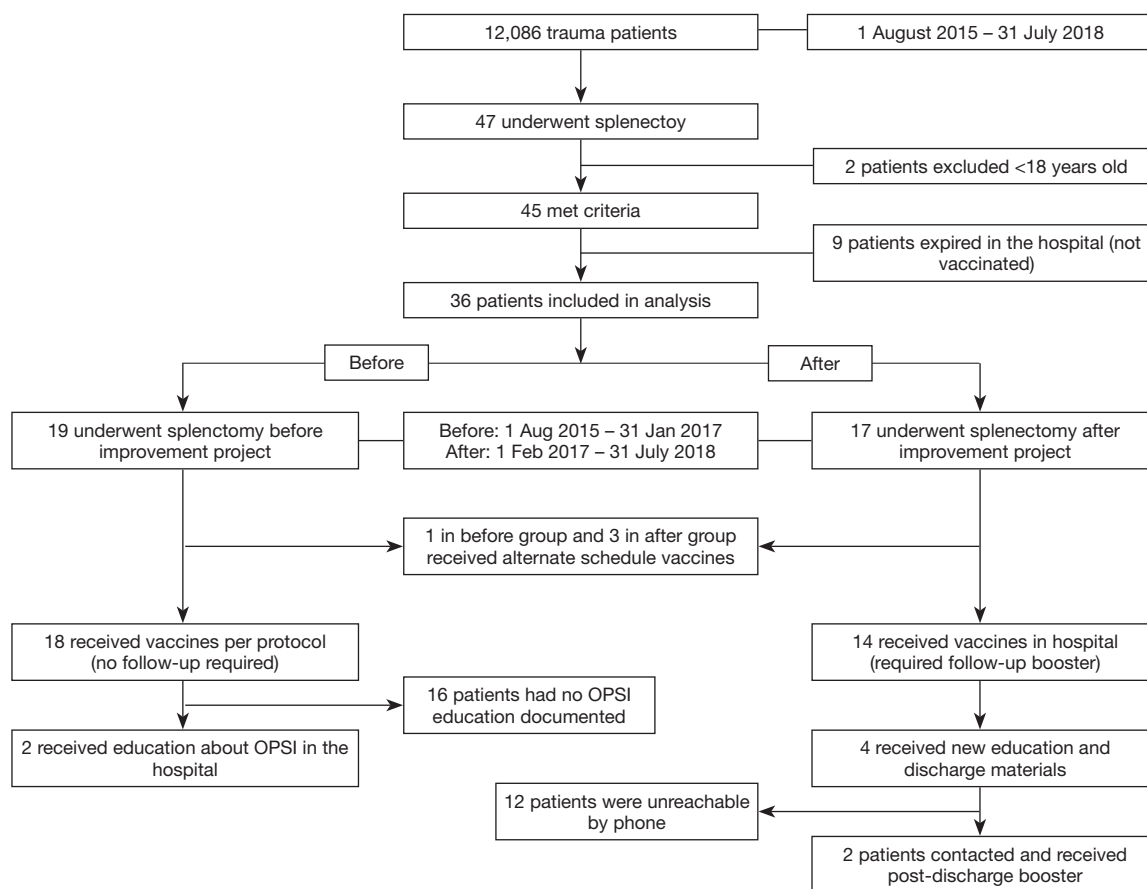 12,086 trauma patients
1 August 2015 – 31 July 2018
47 underwent splenectoy
2 patients excluded <18 years old
45 met criteria
9 patients expired in the hospital (not
vaccinated)
36 patients included in analysis
Before
After
19 underwent splenctomy before
improvement project
Before: 1 Aug 2015 – 31 Jan 2017
After: 1 Feb 2017 – 31 July 2018
17 underwent splenectomy after
improvement project
1 in before group and 3 in after group
received alternate schedule vaccines
18 received vaccines per protocol
(no follow-up required)
14 received vaccines in hospital
(required follow-up booster)
16 patients had no OPSI
education documented
2 received education about OPSI in the
hospital
4 received new education and
discharge materials
12 patients were unreachable
by phone
2 patients contacted and received
post-discharge booster